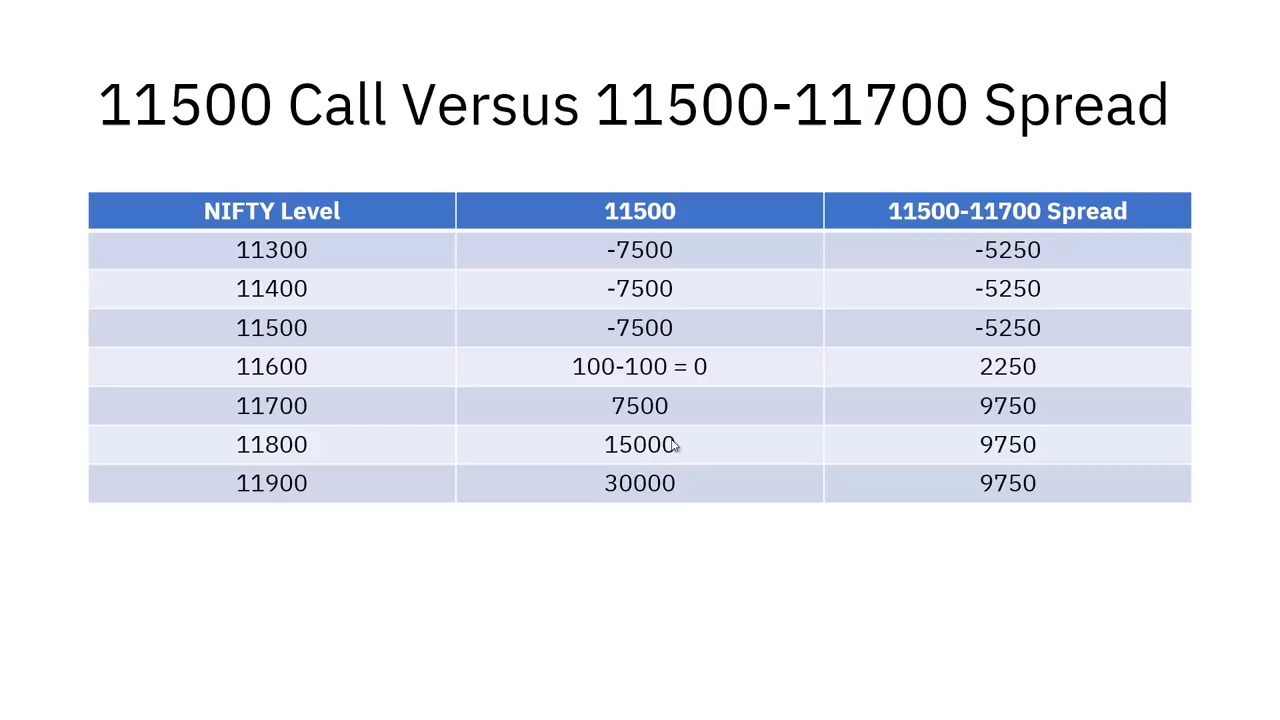 11500 Call Versus 11500-11700 Spread
NIFTY Level 11500 11500-11700 Spread
11300 -7500 -5250
11400 -7500 -5250
11500 -7500 -5250
11600 100-100 = 0 2250
11700 7500 9750
11800 15000 9750
11900 30000 9750